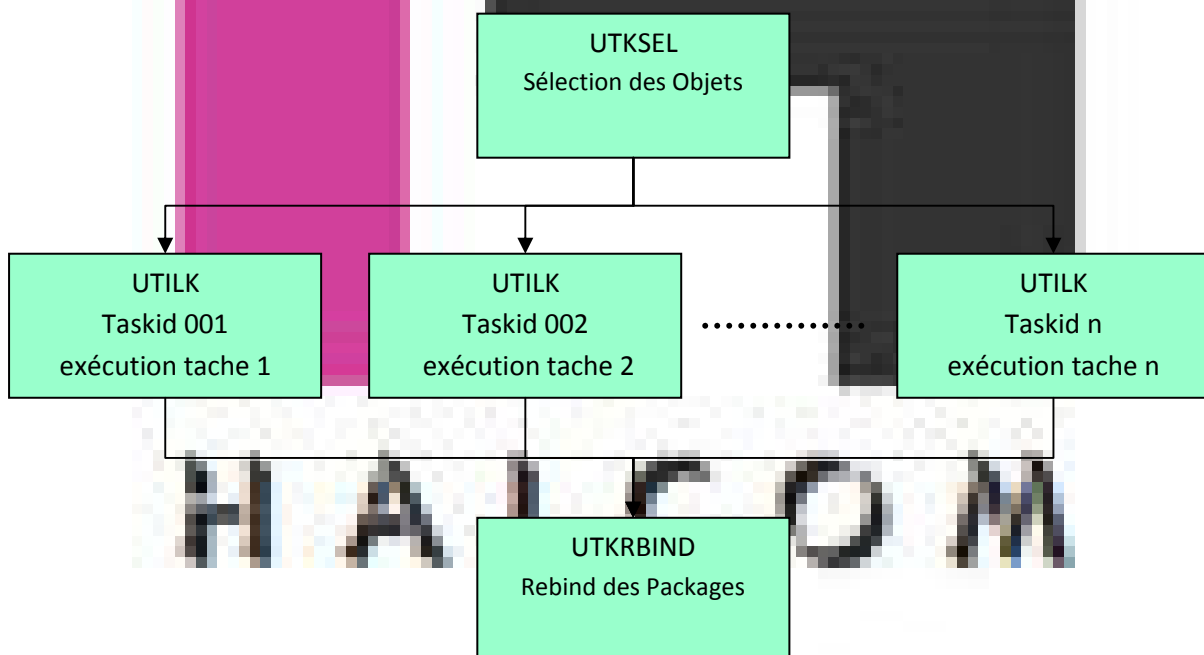 UTKSEL
Sélection des Objets
UTILK
Taskid 001
exécution tache 1
UTILK
Taskid 002
exécution tache 2
UTILK
Taskid n
exécution tache n
HALCOM
UTKRBIND
Rebind des Packages